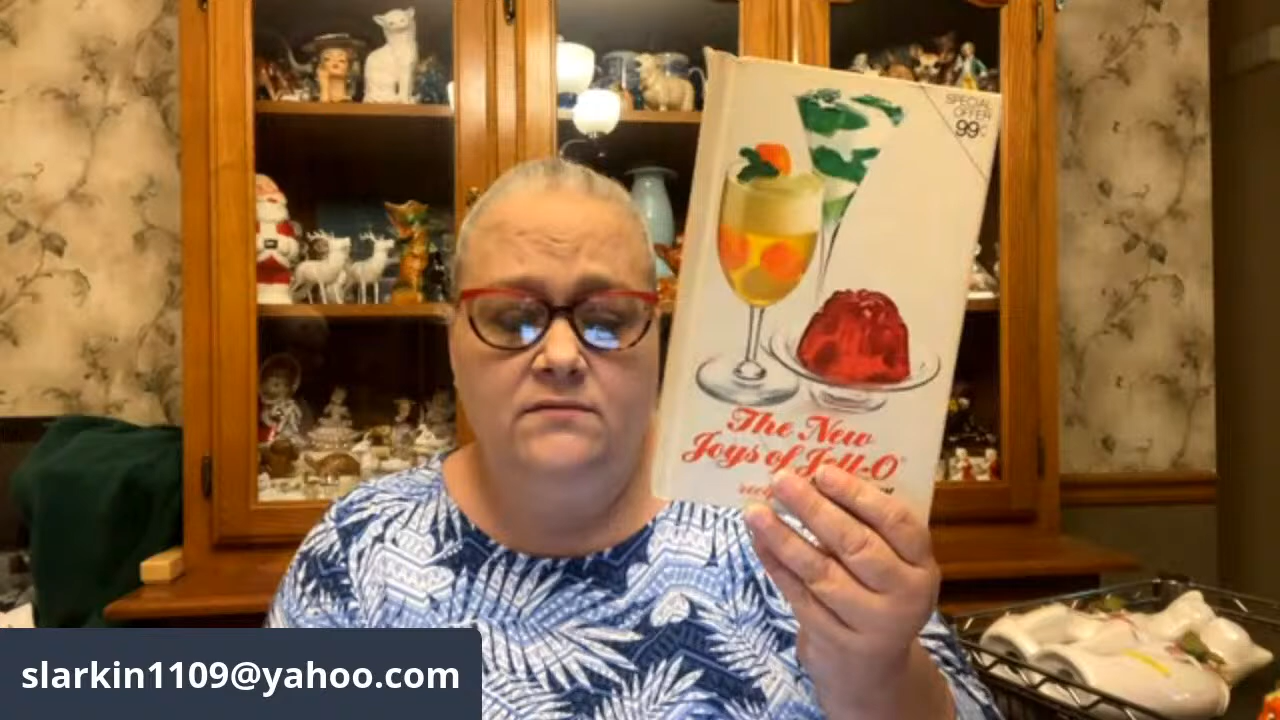 SPECIAL
OFFER
99¢
The New
Joys of Jell-O®
slarkin1109@yahoo.com